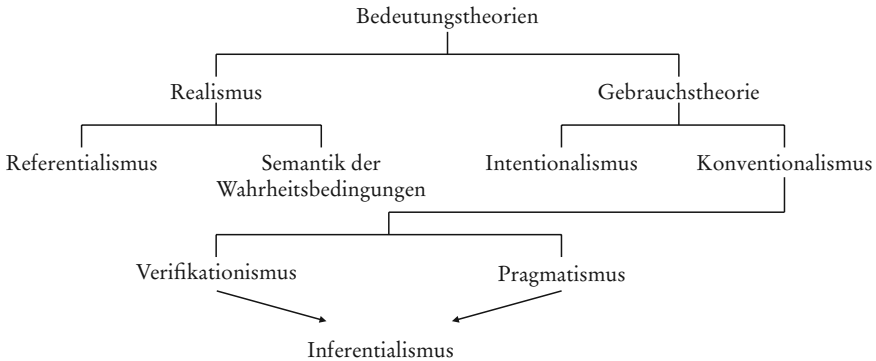 Bedeutungstheorien
Realismus
Gebrauchstheorie
Referentialismus
Semantik der
Wahrheitsbedingungen
Intentionalismus
Konventionalismus
Verifikationismus
Pragmatismus
Inferentialismus